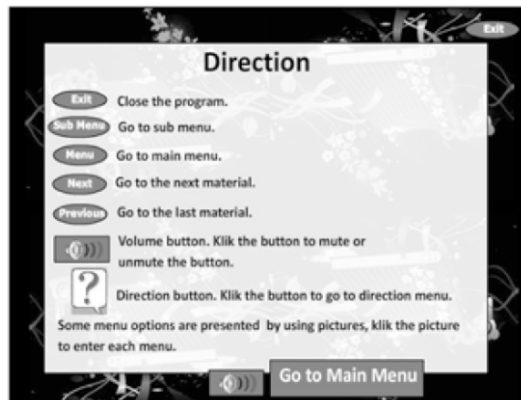 Exit
Direction
Exit Close the program.
Sub Menu Go to sub menu.
Menu Go to main menu.
Next Go to the next material.
Previous Go to the last material.
Volume button. Klik the button to mute or
unmute the button.
? Direction button. Klik the button to go to direction menu.
Some menu options are presented by using pictures, klik the picture
to enter each menu.
Go to Main Menu